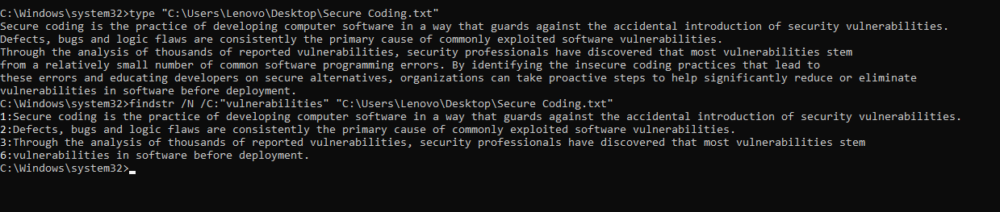 C:\Windows\system32>type "C:\Users\Lenovo\Desktop\Secure Coding.txt"
Secure coding is the practice of developing computer software in a way that guards against the accidental introduction of security vulnerabilities.
Defects, bugs and logic flaws are consistently the primary cause of commonly exploited software vulnerabilities.
Through the analysis of thousands of reported vulnerabilities, security professionals have discovered that most vulnerabilities stem
from a relatively small number of common software programming errors. By identifying the insecure coding practices that lead to
these errors and educating developers on secure alternatives, organizations can take proactive steps to help significantly reduce or eliminate
vulnerabilities in software before deployment.
C:\Windows\system32>findstr /N /C:"vulnerabilities" "C:\Users\Lenovo\Desktop\Secure Coding.txt"
1:Secure coding is the practice of developing computer software in a way that guards against the accidental introduction of security vulnerabilities.
2:Defects, bugs and logic flaws are consistently the primary cause of commonly exploited software vulnerabilities.
3:Through the analysis of thousands of reported vulnerabilities, security professionals have discovered that most vulnerabilities stem
6:vulnerabilities in software before deployment.
C:\Windows\system32>